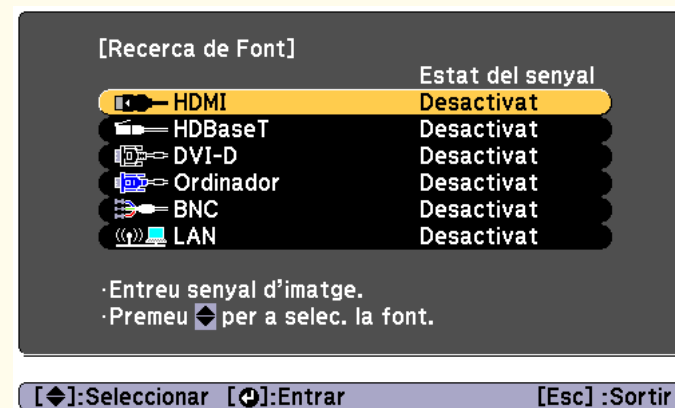 [Recerca de Font]
Estat del senyal
HDMI Desactivat
HDBaseT Desactivat
DVI-D Desactivat
Ordinador Desactivat
BNC Desactivat
LAN Desactivat
·Entreu senyal d'imatge.
·Premeu per a selec. la font.
[ ]:Seleccionar [ ]:Entrar [Esc] :Sortir